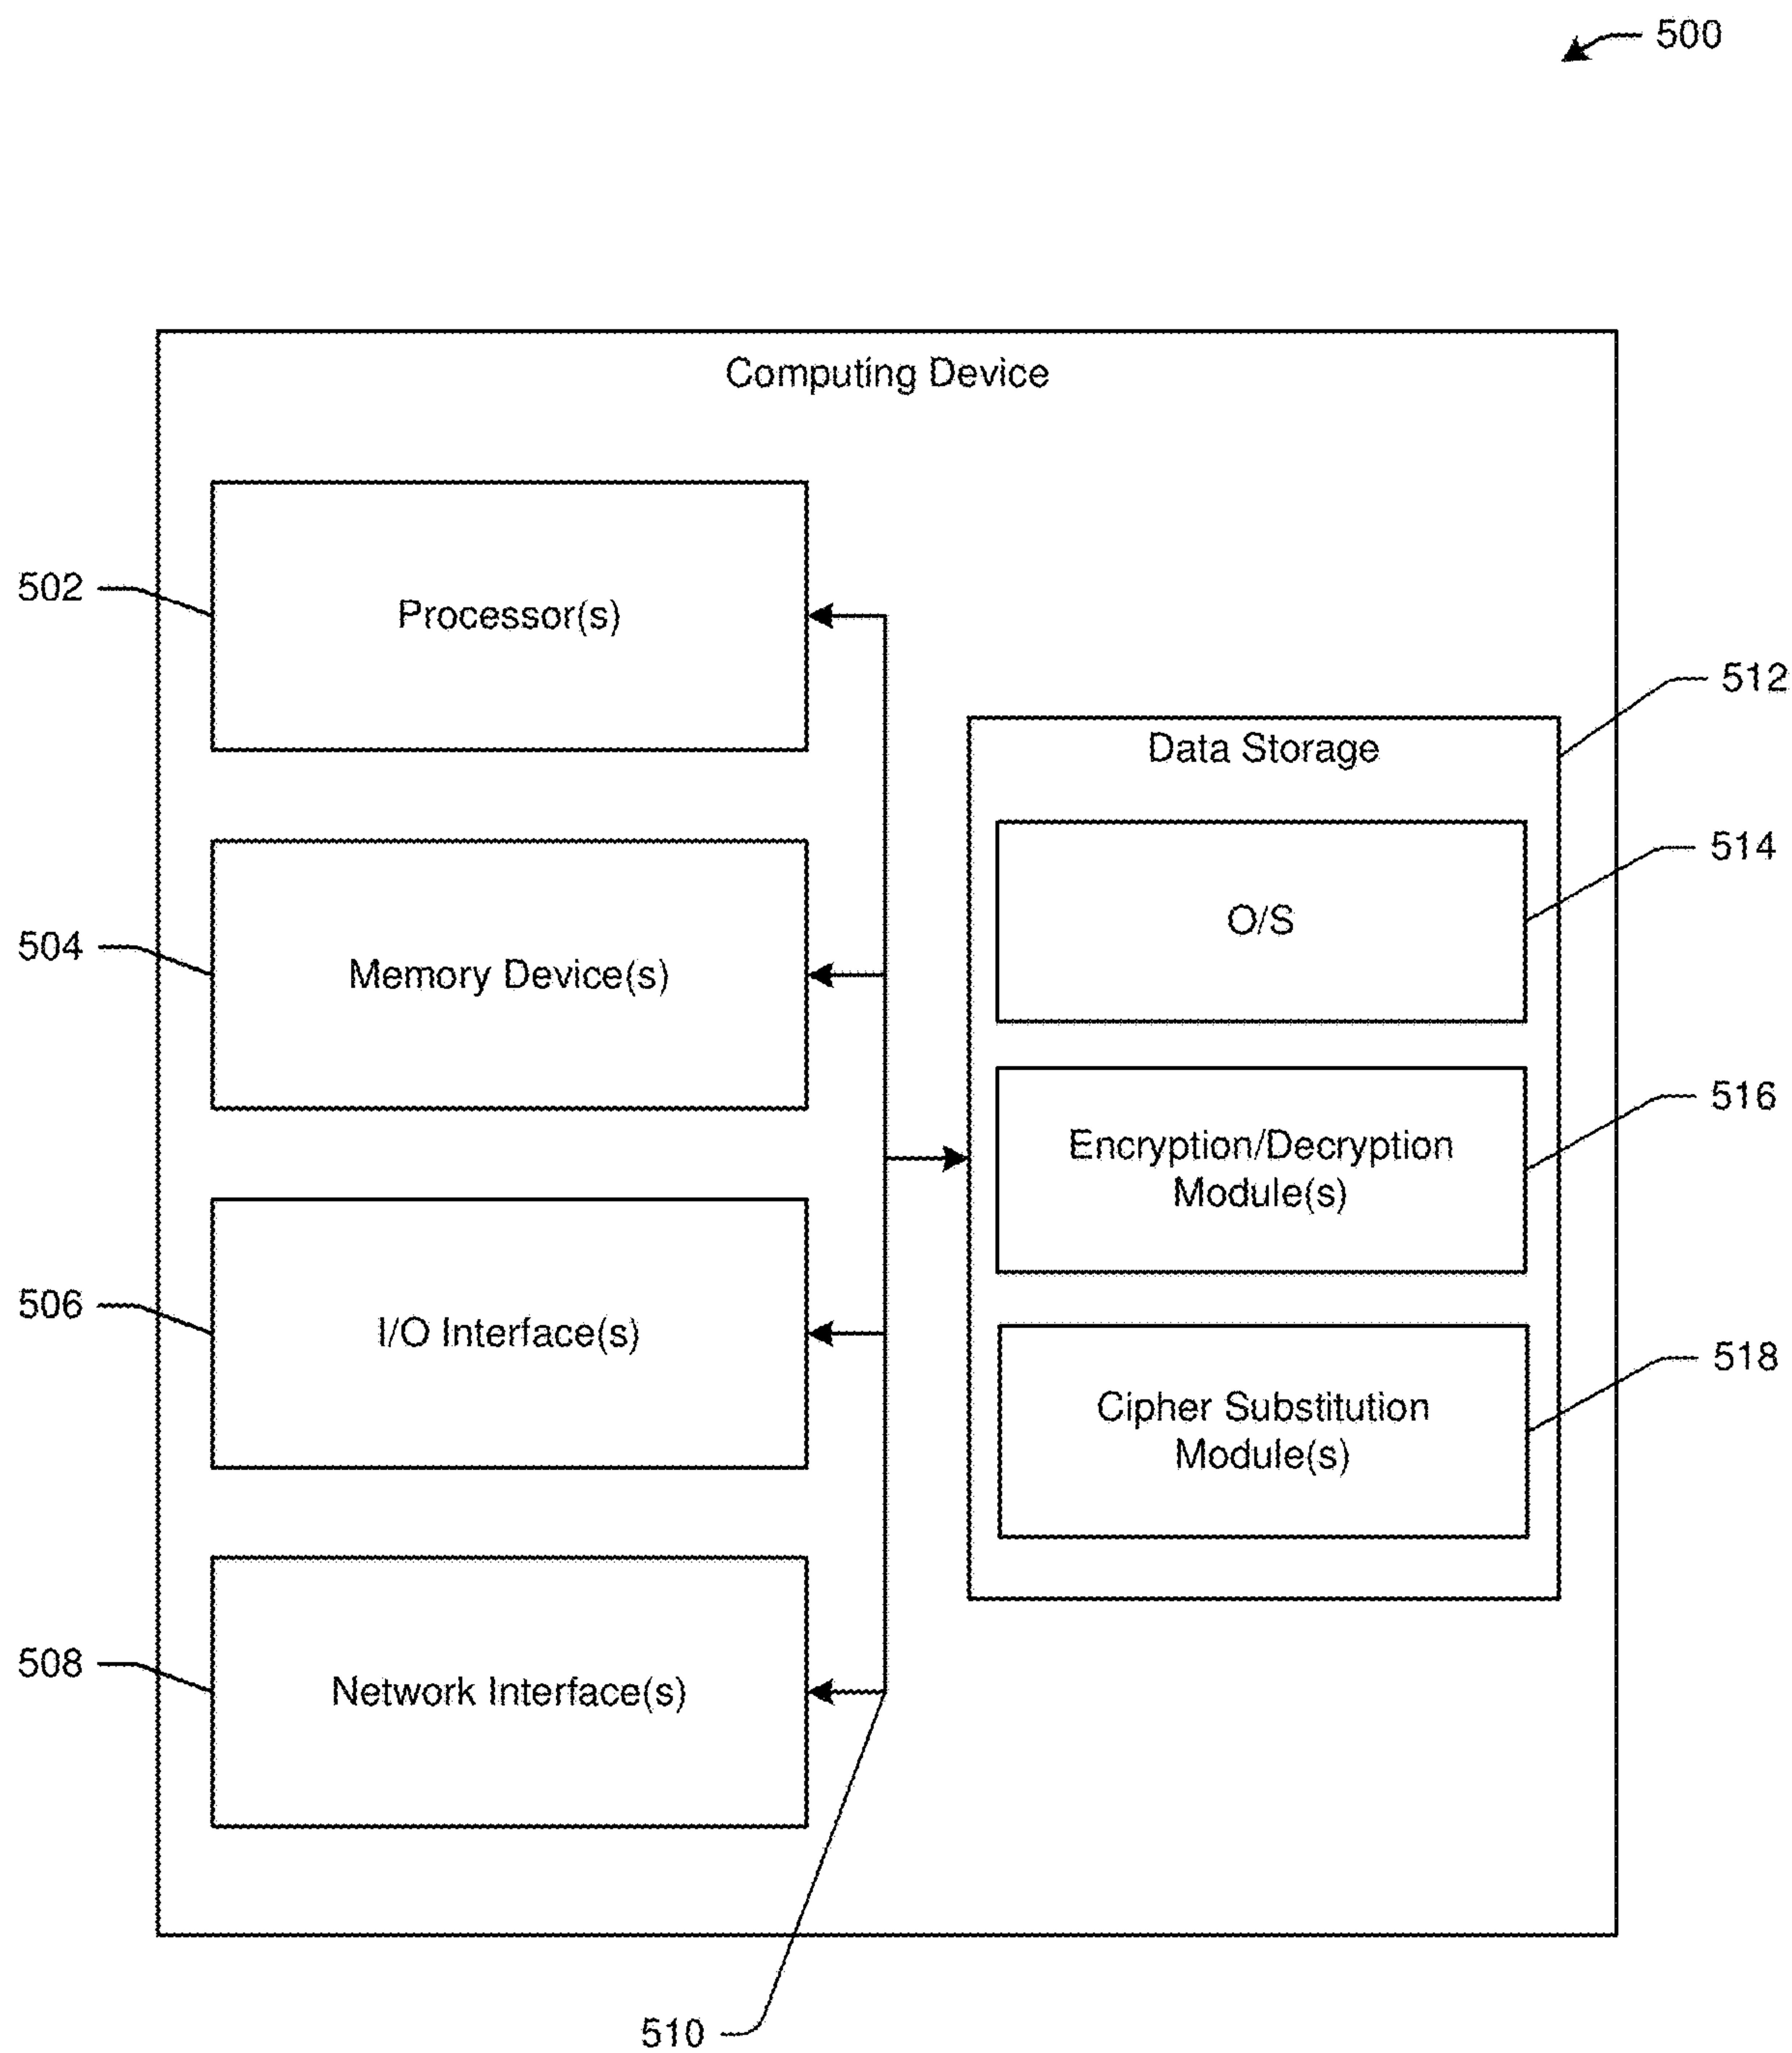 500
Computing Device
502
Processor(s)
512
Data Storage
514
O/S
504
Memory Device(s)
516
Encryption/Decryption
Module(s)
506
I/O Interface(s)
518
Cipher Substitution
Module(s)
508
Network Interface(s)
510